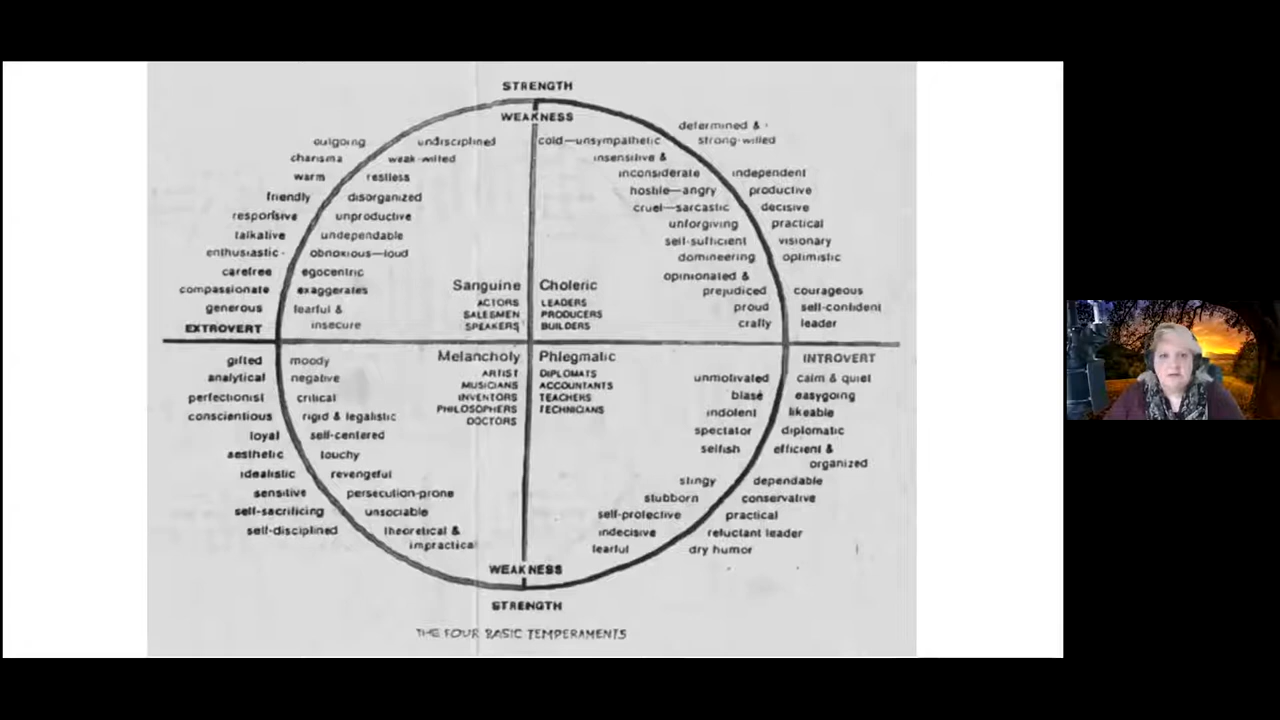 STRENGTH
WEAKNESS
outgoing
charisma
warm
friendly
responsive
talkative
enthusiastic
carefree
compassionate
generous
EXTROVERT
undisciplined
weak-willed
restless
disorganized
unproductive
undependable
obnoxious—loud
egocentric
exaggerates
fearful &
insecure
Sanguine
ACTORS
SALESMEN
SPEAKERS
Choleric
LEADERS
PRODUCERS
BUILDERS
cold—unsympathetic
insensitive &
inconsiderate
hostile—angry
cruel—sarcastic
unforgiving
self-sufficient
domineering
opinionated &
prejudiced
proud
crafty
determined &
strong-willed
independent
productive
decisive
practical
visionary
optimistic
courageous
self-confident
leader
gifted
analytical
perfectionist
conscientious
loyal
aesthetic
idealistic
sensitive
self-sacrificing
self-disciplined
moody
negative
critical
rigid & legalistic
self-centered
touchy
revengeful
persecution-prone
unsociable
theoretical &
impractical
Melancholy
ARTIST
MUSICIANS
INVENTORS
PHILOSOPHERS
DOCTORS
Phlegmatic
DIPLOMATS
ACCOUNTANTS
TEACHERS
TECHNICIANS
unmotivated
blasé
indolent
spectator
selfish
stingy
stubborn
self-protective
indecisive
fearful
INTROVERT
calm & quiet
easygoing
likeable
diplomatic
efficient &
organized
dependable
conservative
practical
reluctant leader
dry humor
WEAKNESS
STRENGTH
THE FOUR BASIC TEMPERAMENTS